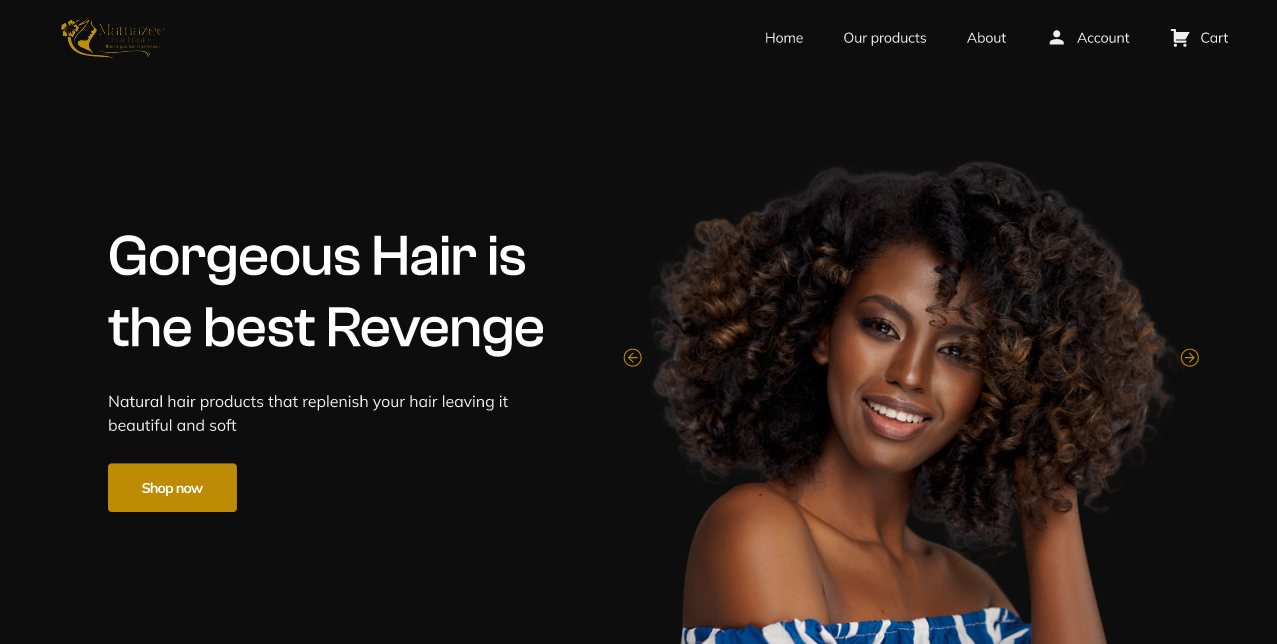 Mamazee
Home
Our products
About
Account
Cart
Gorgeous Hair is
the best Revenge
Natural hair products that replenish your hair leaving it
beautiful and soft
Shop now